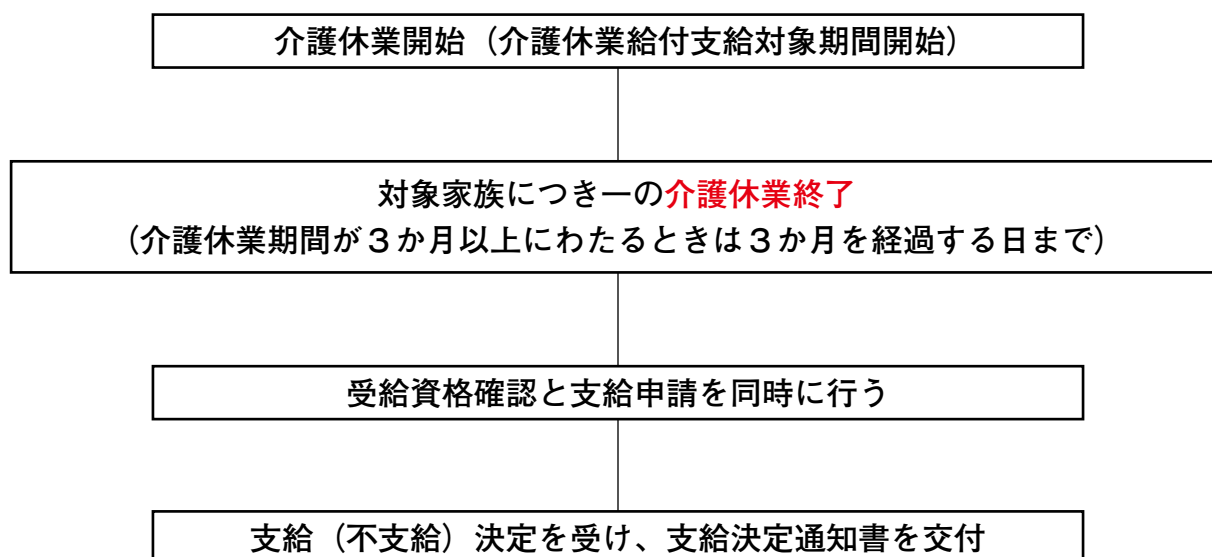 介護休業開始（介護休業給付支給対象期間開始）
対象家族につき一の介護休業終了
（介護休業期間が３か月以上にわたるときは３か月を経過する日まで）
受給資格確認と支給申請を同時に行う
支給（不支給）決定を受け、支給決定通知書を交付